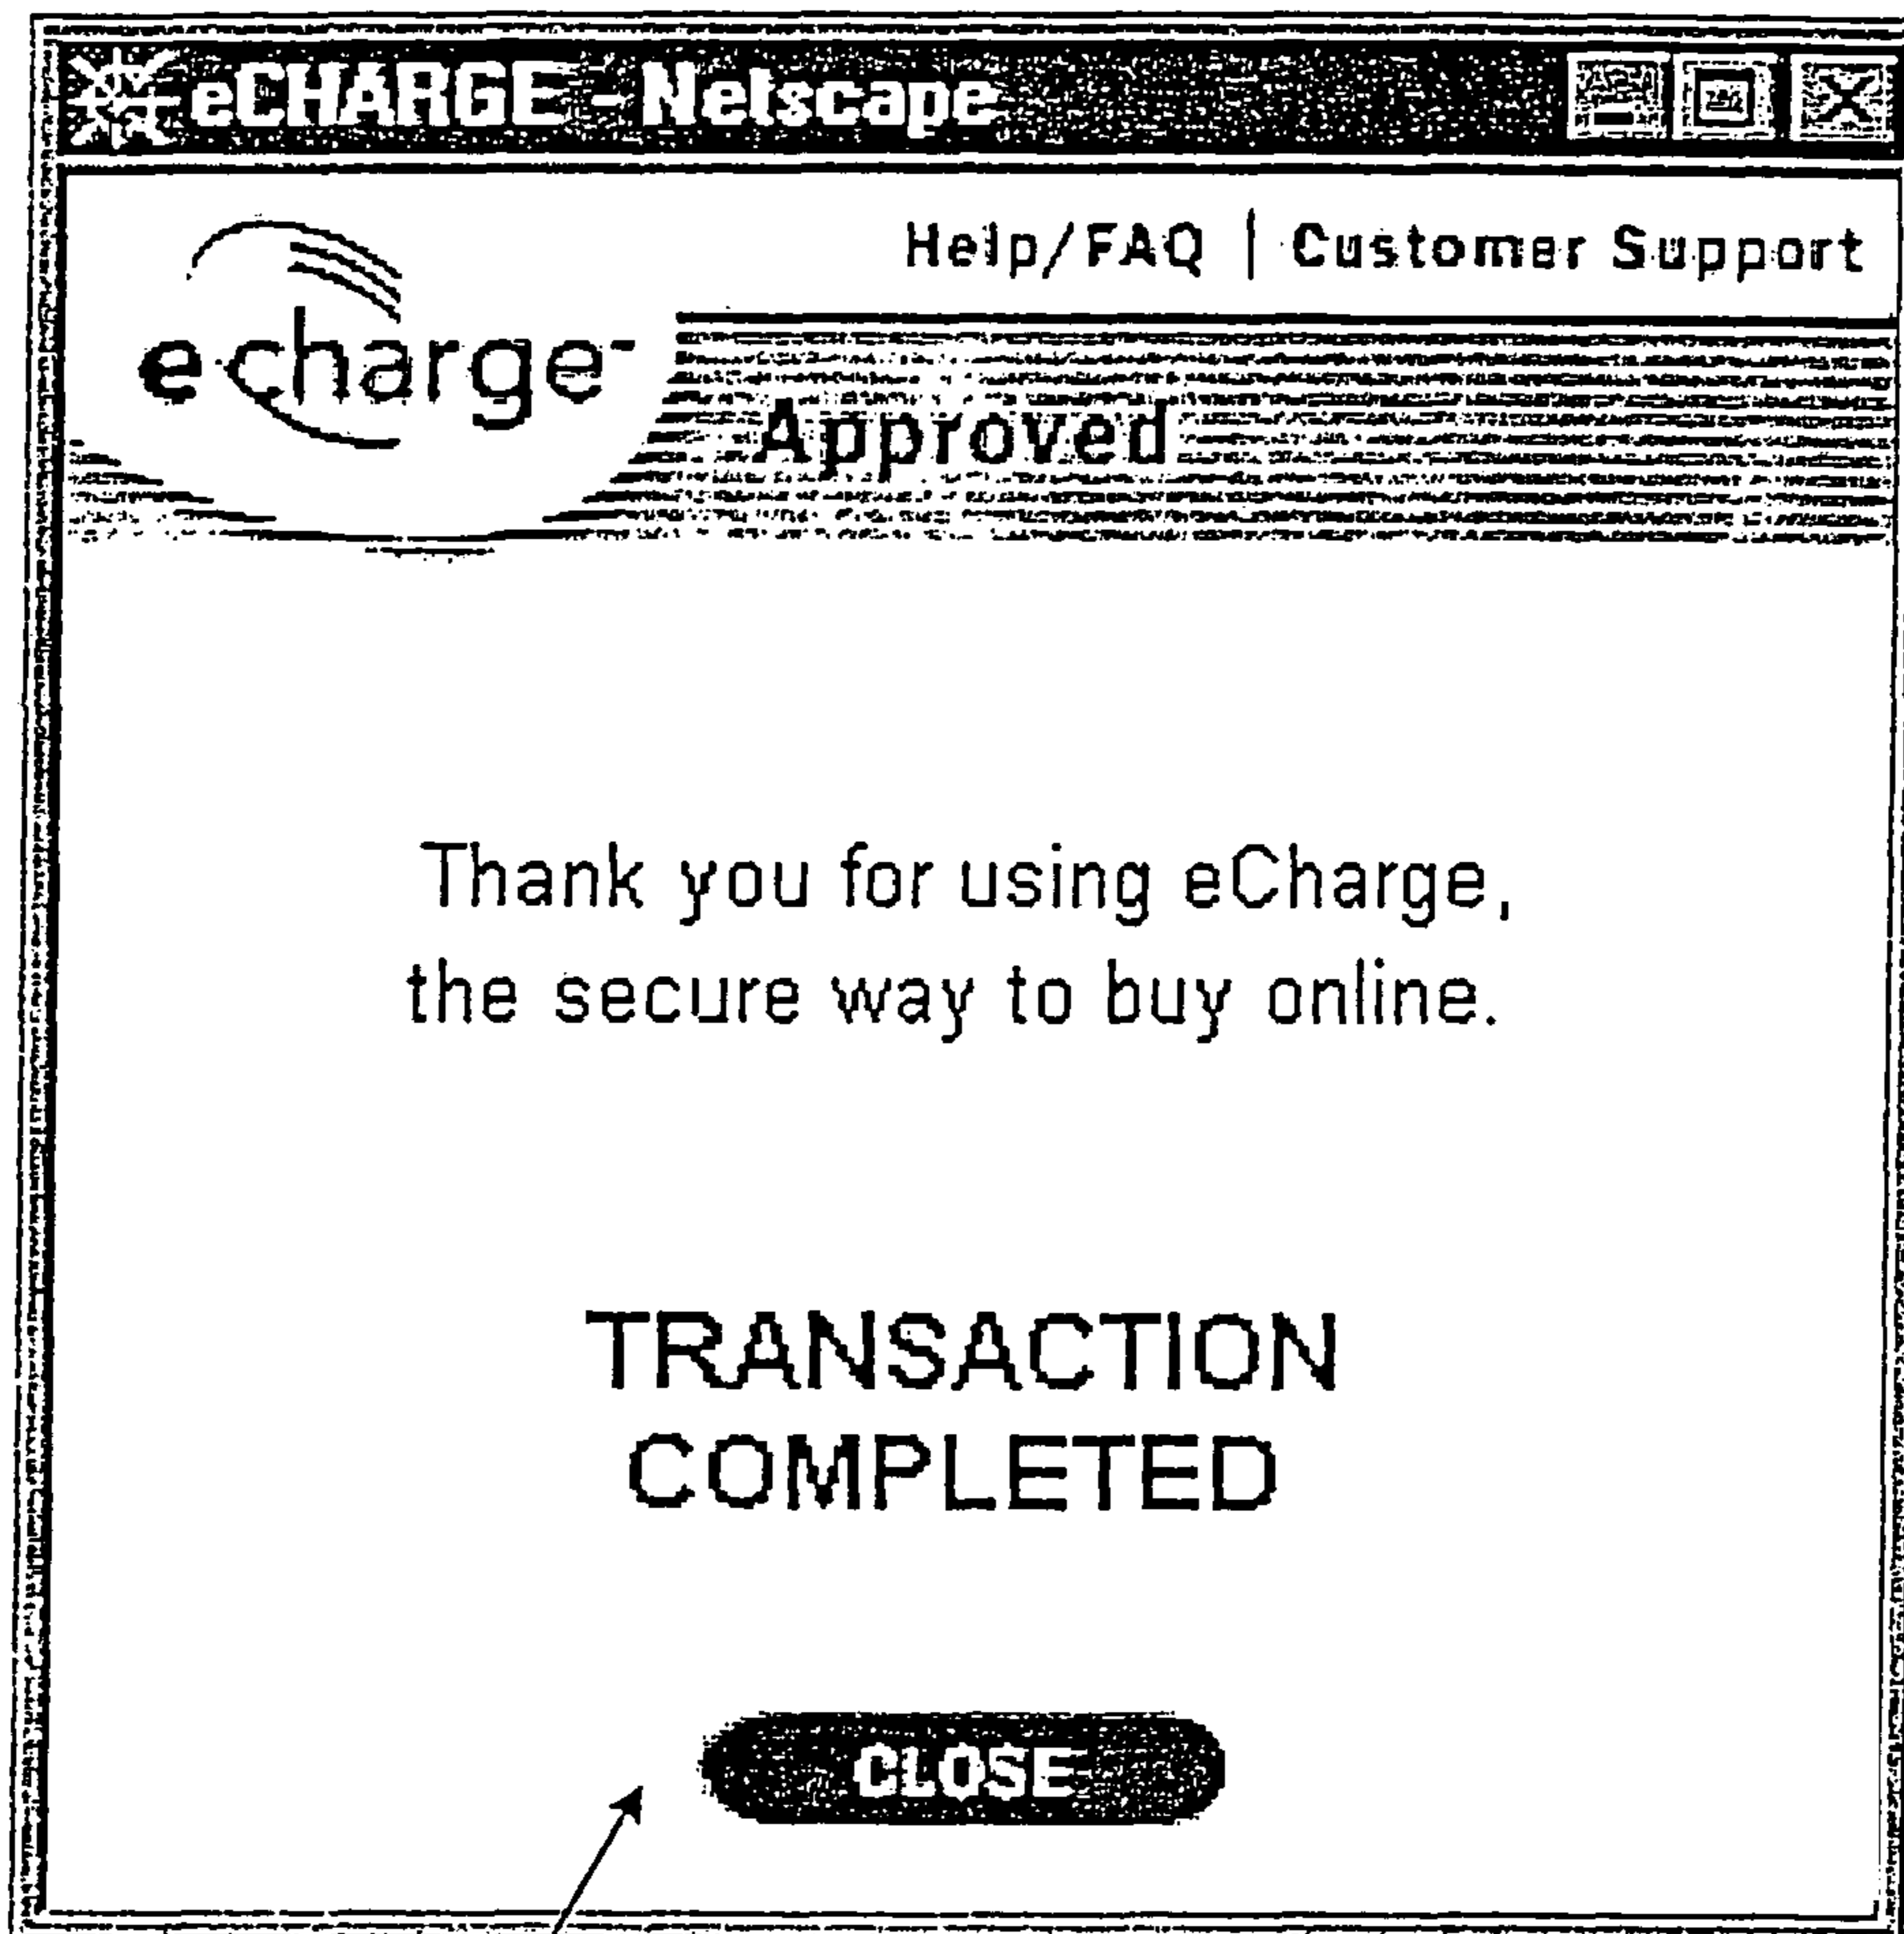 eCHARGE - Netscape
Help/FAQ | Customer Support
echarge
Approved
Thank you for using eCharge,
the secure way to buy online.
TRANSACTION
COMPLETED
CLOSE